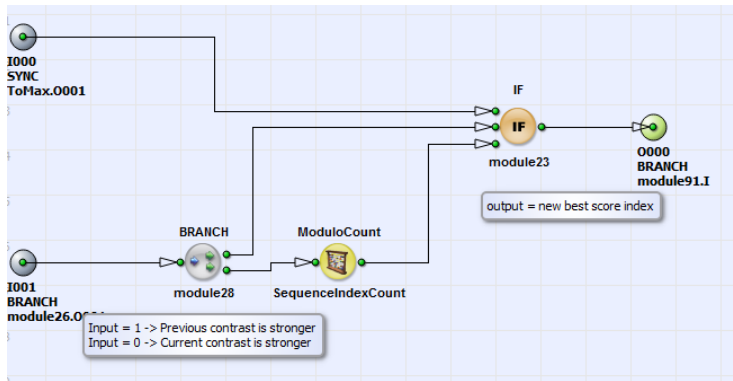 I000
SYNC
ToMax.O001
IF
IF
module23
O000
BRANCH
module91.I
output = new best score index
BRANCH
module28
ModuloCount
SequenceIndexCount
I001
BRANCH
Input = 1 -> Previous contrast is stronger
Input = 0 -> Current contrast is stronger